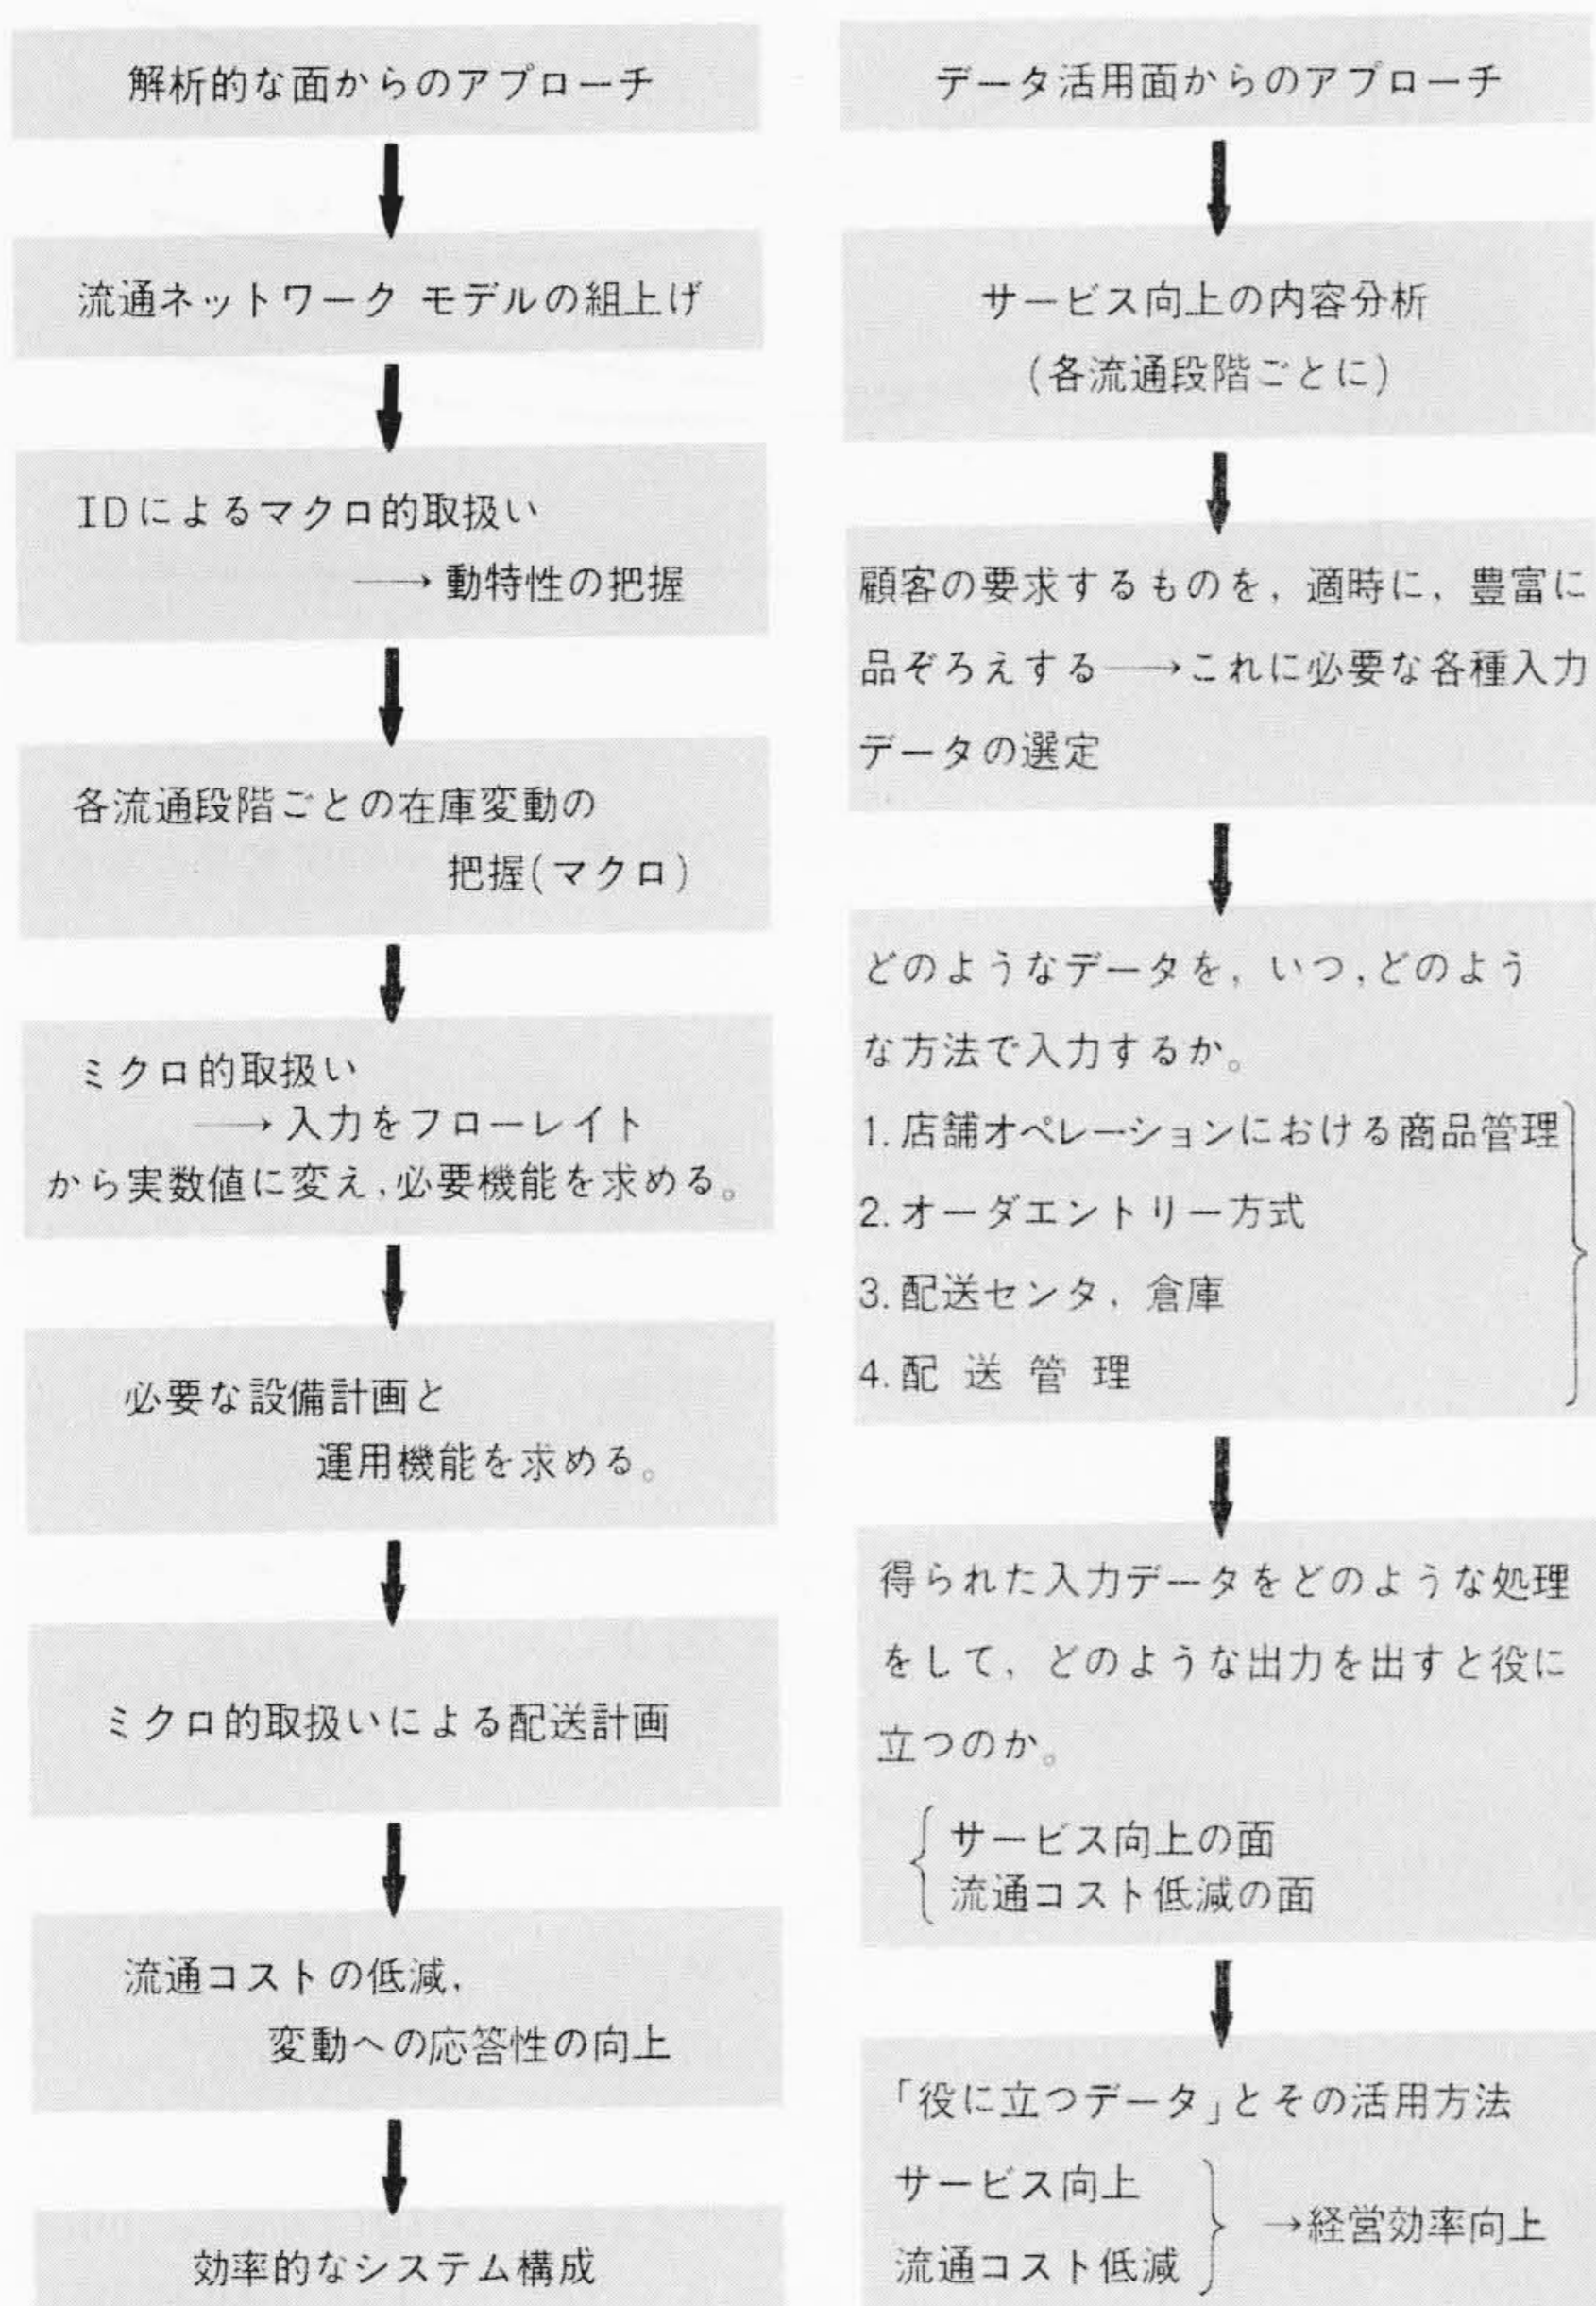 解析的な面からのアプローチ
流通ネットワーク モデルの組上げ
IDによるマクロ的取扱い
→動特性の把握
各流通段階ごとの在庫変動の
把握(マクロ)
ミクロ的取扱い
→入力をフローレイト
から実数値に変え,必要機能を求める。
必要な設備計画と
運用機能を求める。
ミクロ的取扱いによる配送計画
流通コストの低減,
変動への応答性の向上
効率的なシステム構成
データ活用面からのアプローチ
サービス向上の内容分析
(各流通段階ごとに)
顧客の要求するものを,適時に,豊富に
品ぞろえする→これに必要な各種入力
データの選定
どのようなデータを,いつ,どのよう
な方法で入力するか。
1.店舗オペレーションにおける商品管理
2.オーダエントリー方式
3.配送センタ,倉庫
4.配 送 管 理
得られた入力データをどのような処理
をして,どのような出力を出すと役に
立つのか。
サービス向上の面
流通コスト低減の面
「役に立つデータ」とその活用方法
サービス向上
流通コスト低減
→経営効率向上